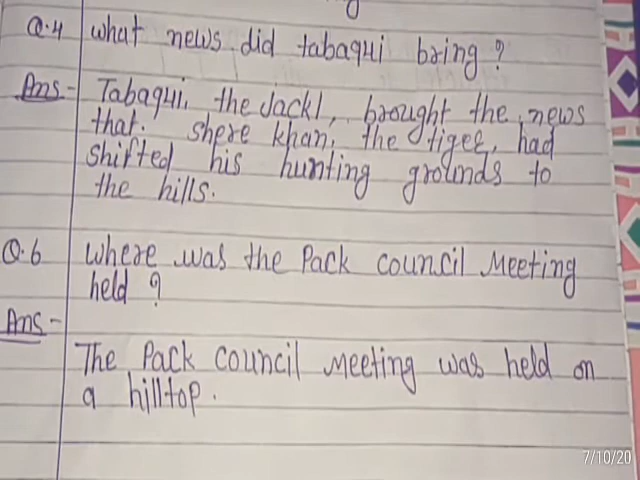 Q.4 what news did tabaqui bring ?
Ans- Tabaqui, the Jackl, brought the news
that. shere khan, the tigee, had
shifted his hunting grounds to
the hills.
Q.6 where was the Pack council Meeting
held ?
Ans-
The Pack council Meeting was held on
a hilltop.
7/10/20